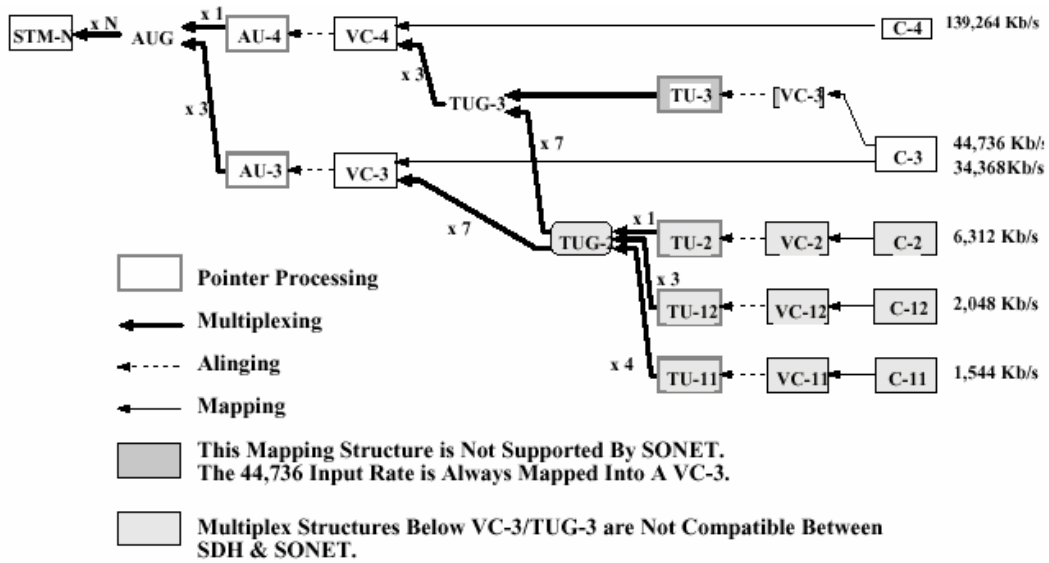 STM-N
x N
AUG
x 1
AU-4
VC-4
C-4
139,264 Kb/s
x 3
TUG-3
TU-3
[VC-3]
x 3
x 7
44,736 Kb/s
C-3
34,368Kb/s
AU-3
VC-3
x 7
TUG-2
x 1
TU-2
VC-2
C-2
6,312 Kb/s
x 3
Pointer Processing
TU-12
VC-12
C-12
2,048 Kb/s
Multiplexing
Alinging
x 4
TU-11
VC-11
C-11
1,544 Kb/s
Mapping
This Mapping Structure is Not Supported By SONET.
The 44,736 Input Rate is Always Mapped Into A VC-3.
Multiplex Structures Below VC-3/TUG-3 are Not Compatible Between
SDH & SONET.